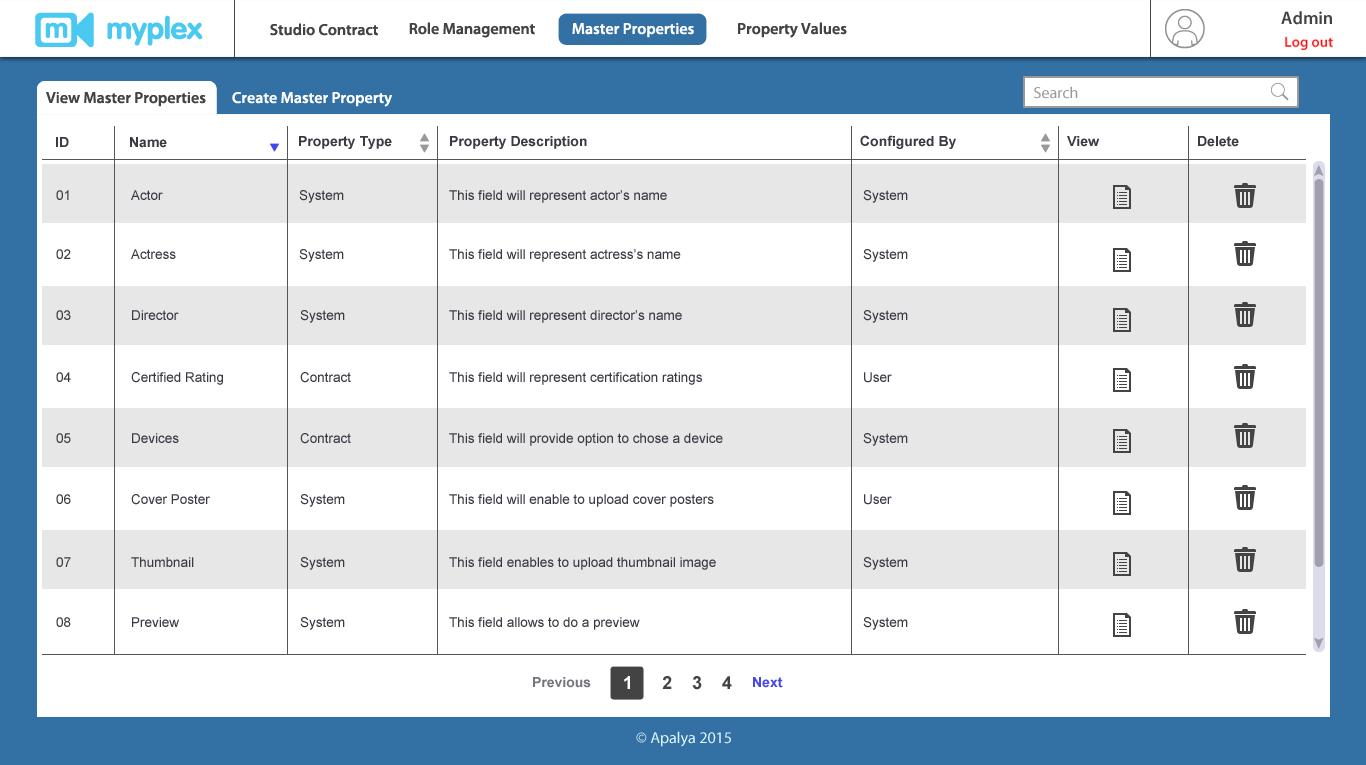 myplex Studio Contract Role Management Master Properties Property Values Admin
Log out
View Master Properties Create Master Property Search
ID Name Property Type Property Description Configured By View Delete
01 Actor System This field will represent actor's name System
02 Actress System This field will represent actress's name System
03 Director System This field will represent director's name System
04 Certified Rating Contract This field will represent certification ratings User
05 Devices Contract This field will provide option to chose a device System
06 Cover Poster System This field will enable to upload cover posters User
07 Thumbnail System This field enables to upload thumbnail image System
08 Preview System This field allows to do a preview System
Previous 1 2 3 4 Next
© Apalya 2015